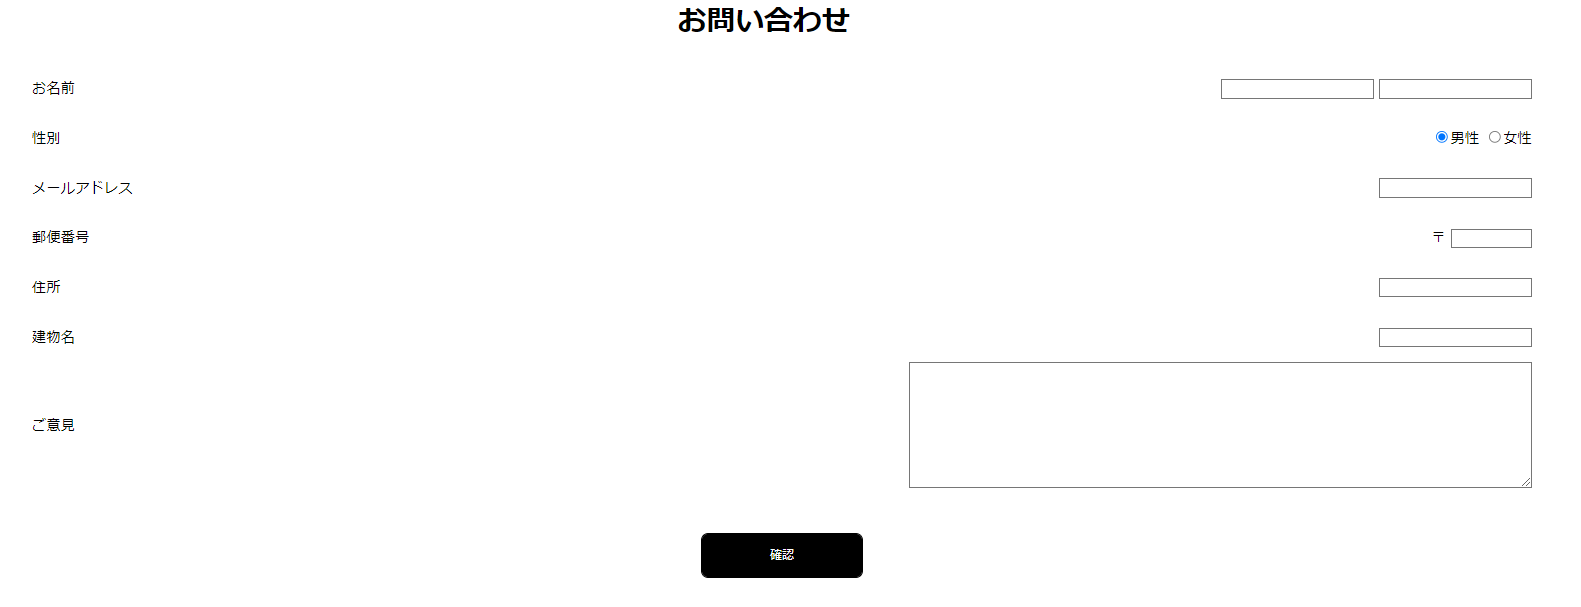 お問い合わせ
お名前
性別 男性 女性
メールアドレス
郵便番号 〒
住所
建物名
ご意見
確認